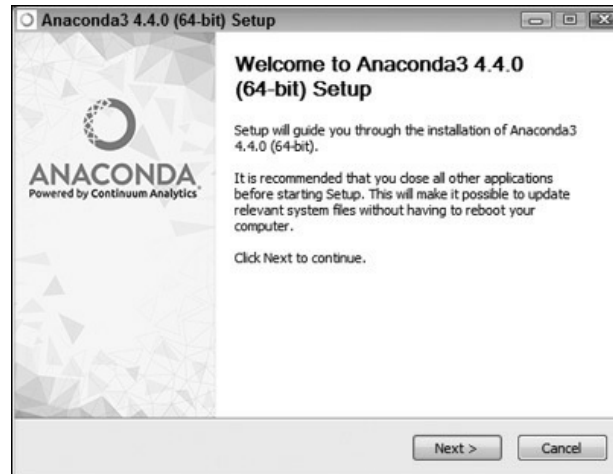 Anaconda3 4.4.0 (64-bit) Setup
ANACONDA
Powered by Continuum Analytics
Welcome to Anaconda3 4.4.0
(64-bit) Setup
Setup will guide you through the installation of Anaconda3
4.4.0 (64-bit).
It is recommended that you close all other applications
before starting Setup. This will make it possible to update
relevant system files without having to reboot your
computer.
Click Next to continue.
Next >
Cancel